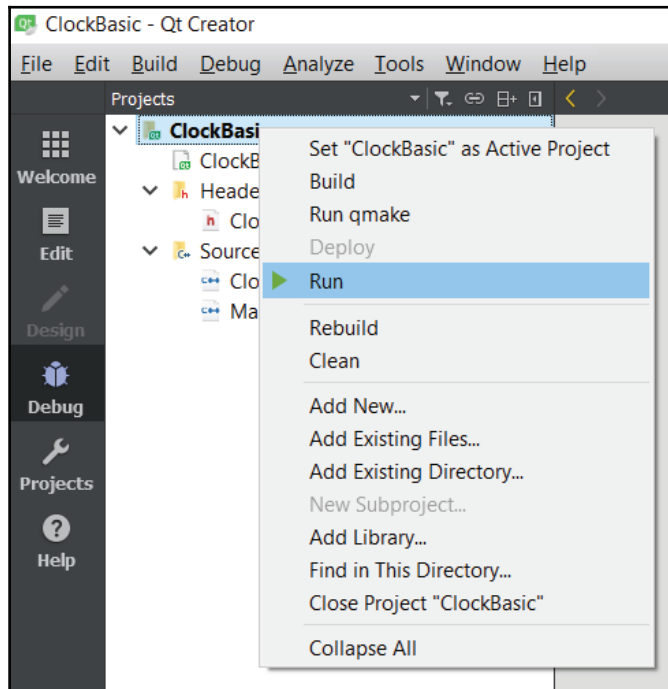 ClockBasic - Qt Creator
File Edit Build Debug Analyze Tools Window Help
Projects
Welcome
Edit
Design
Debug
Projects
Help
ClockBasi
ClockB
Heade
Clo
Source
Clo
Ma
Set "ClockBasic" as Active Project
Build
Run qmake
Deploy
Run
Rebuild
Clean
Add New...
Add Existing Files...
Add Existing Directory...
New Subproject...
Add Library...
Find in This Directory...
Close Project "ClockBasic"
Collapse All